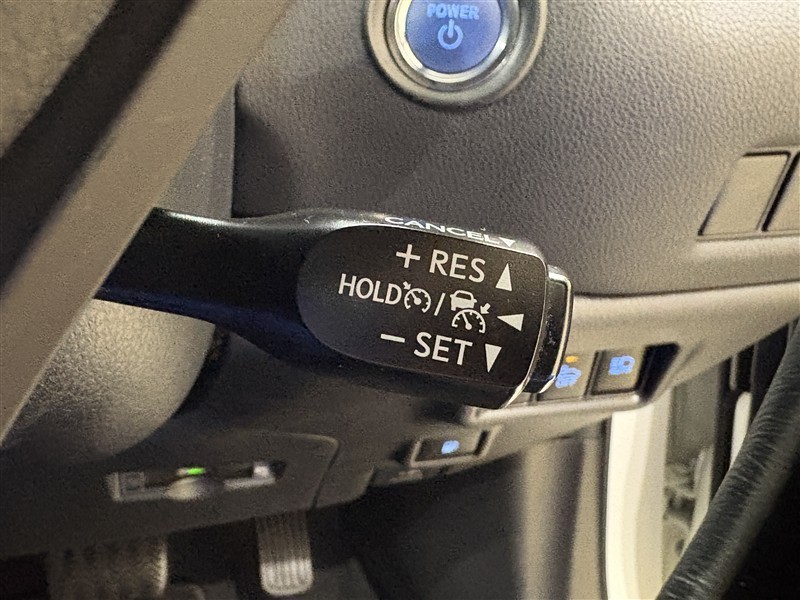 POWER
CANCEL▼
+ RES ▲
HOLD / ◀
− SET ▼